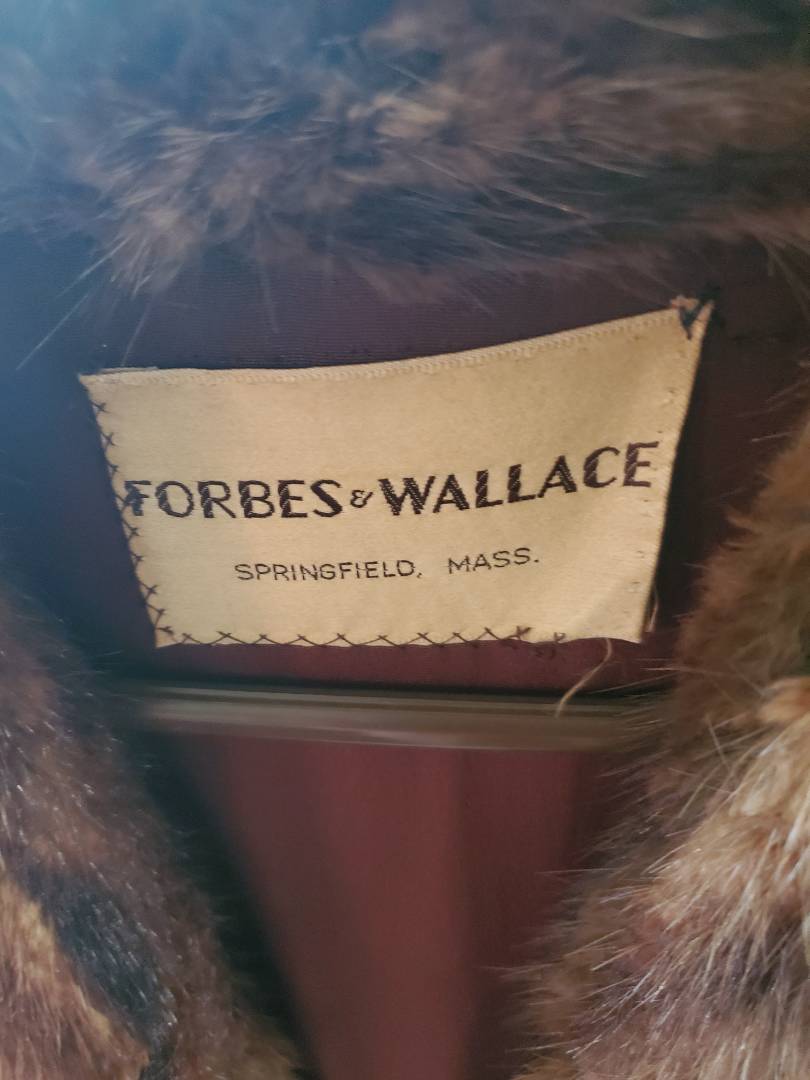 FORBES & WALLACE
SPRINGFIELD, MASS.